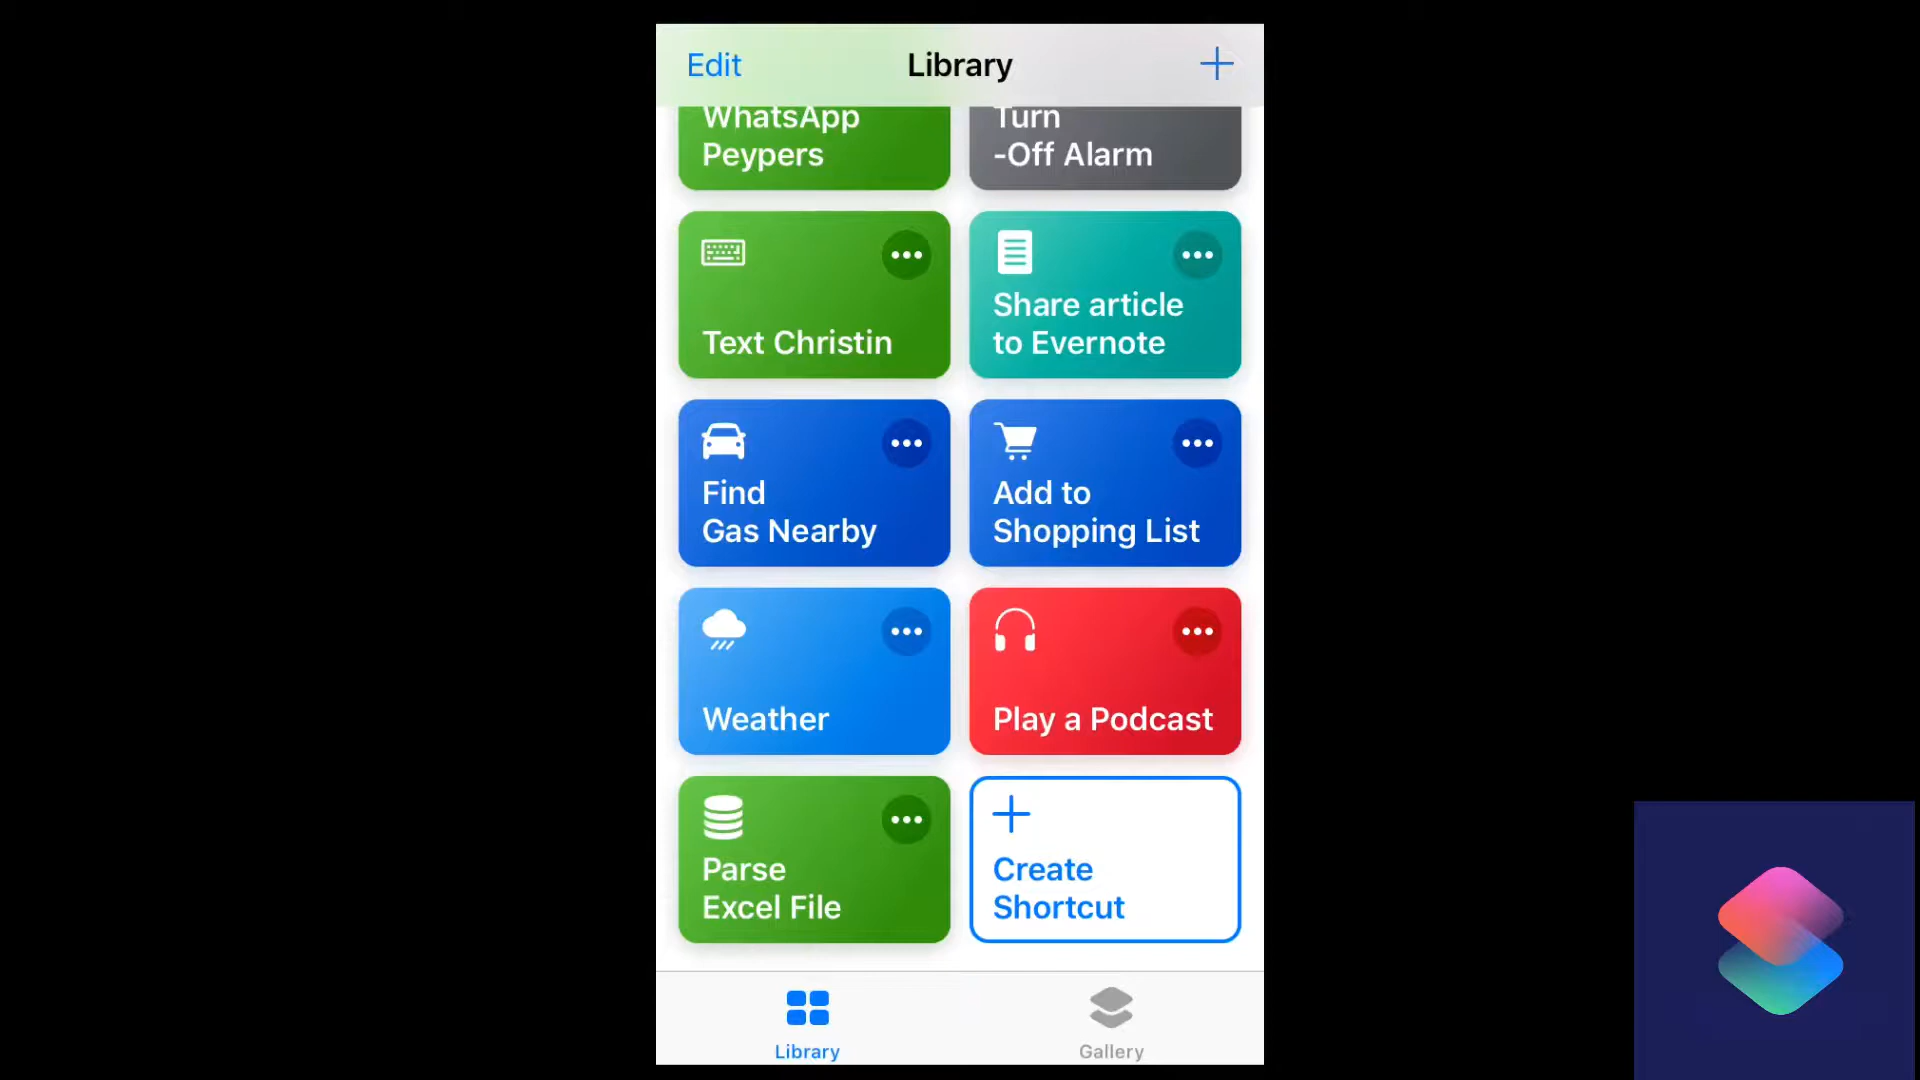 Edit
Library
WhatsApp
Peypers
Turn
-Off Alarm
Text Christin
Share article
to Evernote
Find
Gas Nearby
Add to
Shopping List
Weather
Play a Podcast
Parse
Excel File
Create
Shortcut
Library
Gallery